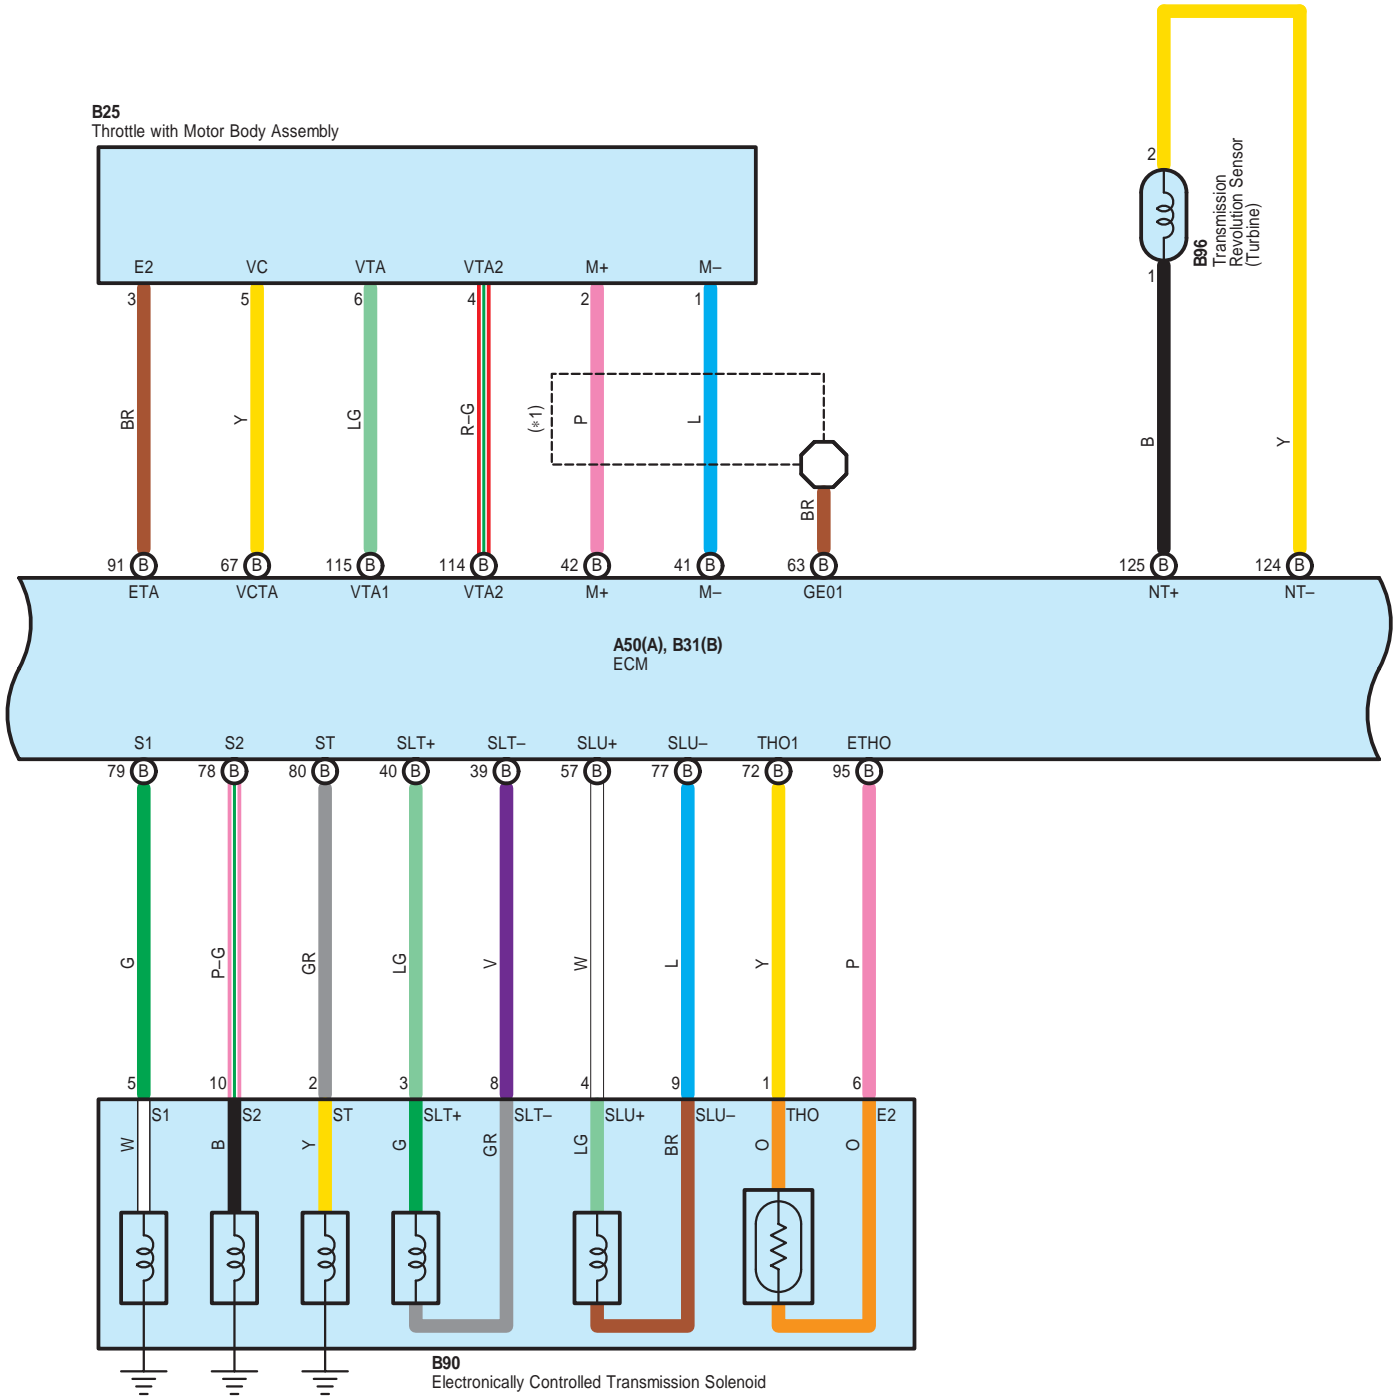 B25
Throttle with Motor Body Assembly
E2 VC VTA VTA2 M+ M–
3 5 6 4 2 1
BR Y LG R–G (*1) P L
BR
2
B96
Transmission
Revolution Sensor
(Turbine)
1
B Y
91 B 67 B 115 B 114 B 42 B 41 B 63 B 125 B 124 B
ETA VCTA VTA1 VTA2 M+ M– GE01 NT+ NT–
A50(A), B31(B)
ECM
S1 S2 ST SLT+ SLT– SLU+ SLU– THO1 ETHO
79 B 78 B 80 B 40 B 39 B 57 B 77 B 72 B 95 B
G P–G GR LG V W L Y P
5 10 2 3 8 4 9 1 6
S1 S2 ST SLT+ SLT– SLU+ SLU– THO E2
W B Y G GR LG BR O O
B90
Electronically Controlled Transmission Solenoid